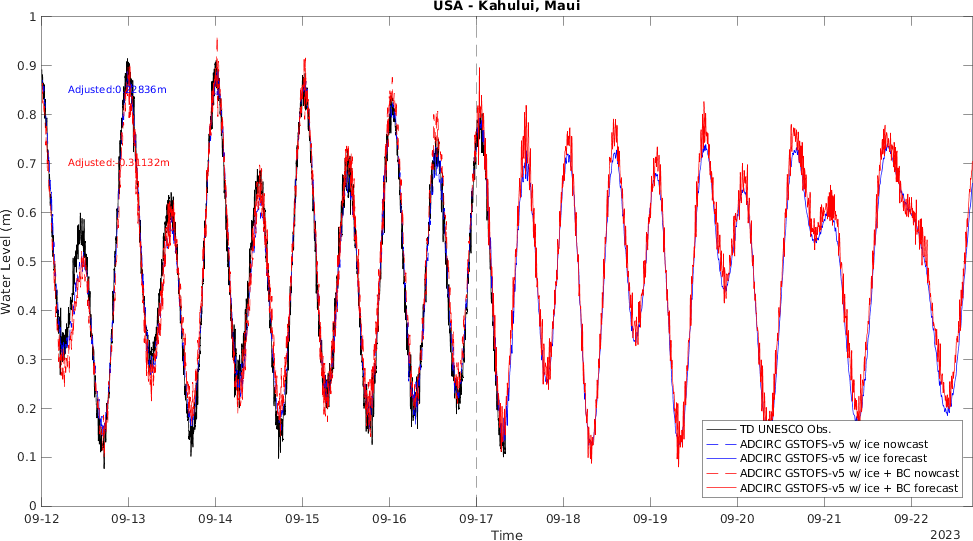 USA - Kahului, Maui
1
0.9
0.8
0.7
0.6
0.5
0.4
0.3
0.2
0.1
0
Water Level (m)
Adjusted:-0.31132m
TD UNESCO Obs.
ADCIRC GSTOFS-v5 w/ ice nowcast
ADCIRC GSTOFS-v5 w/ ice forecast
ADCIRC GSTOFS-v5 w/ ice + BC nowcast
ADCIRC GSTOFS-v5 w/ ice + BC forecast
09-12 09-13 09-14 09-15 09-16 09-17 09-18 09-19 09-20 09-21 09-22
2023
Time